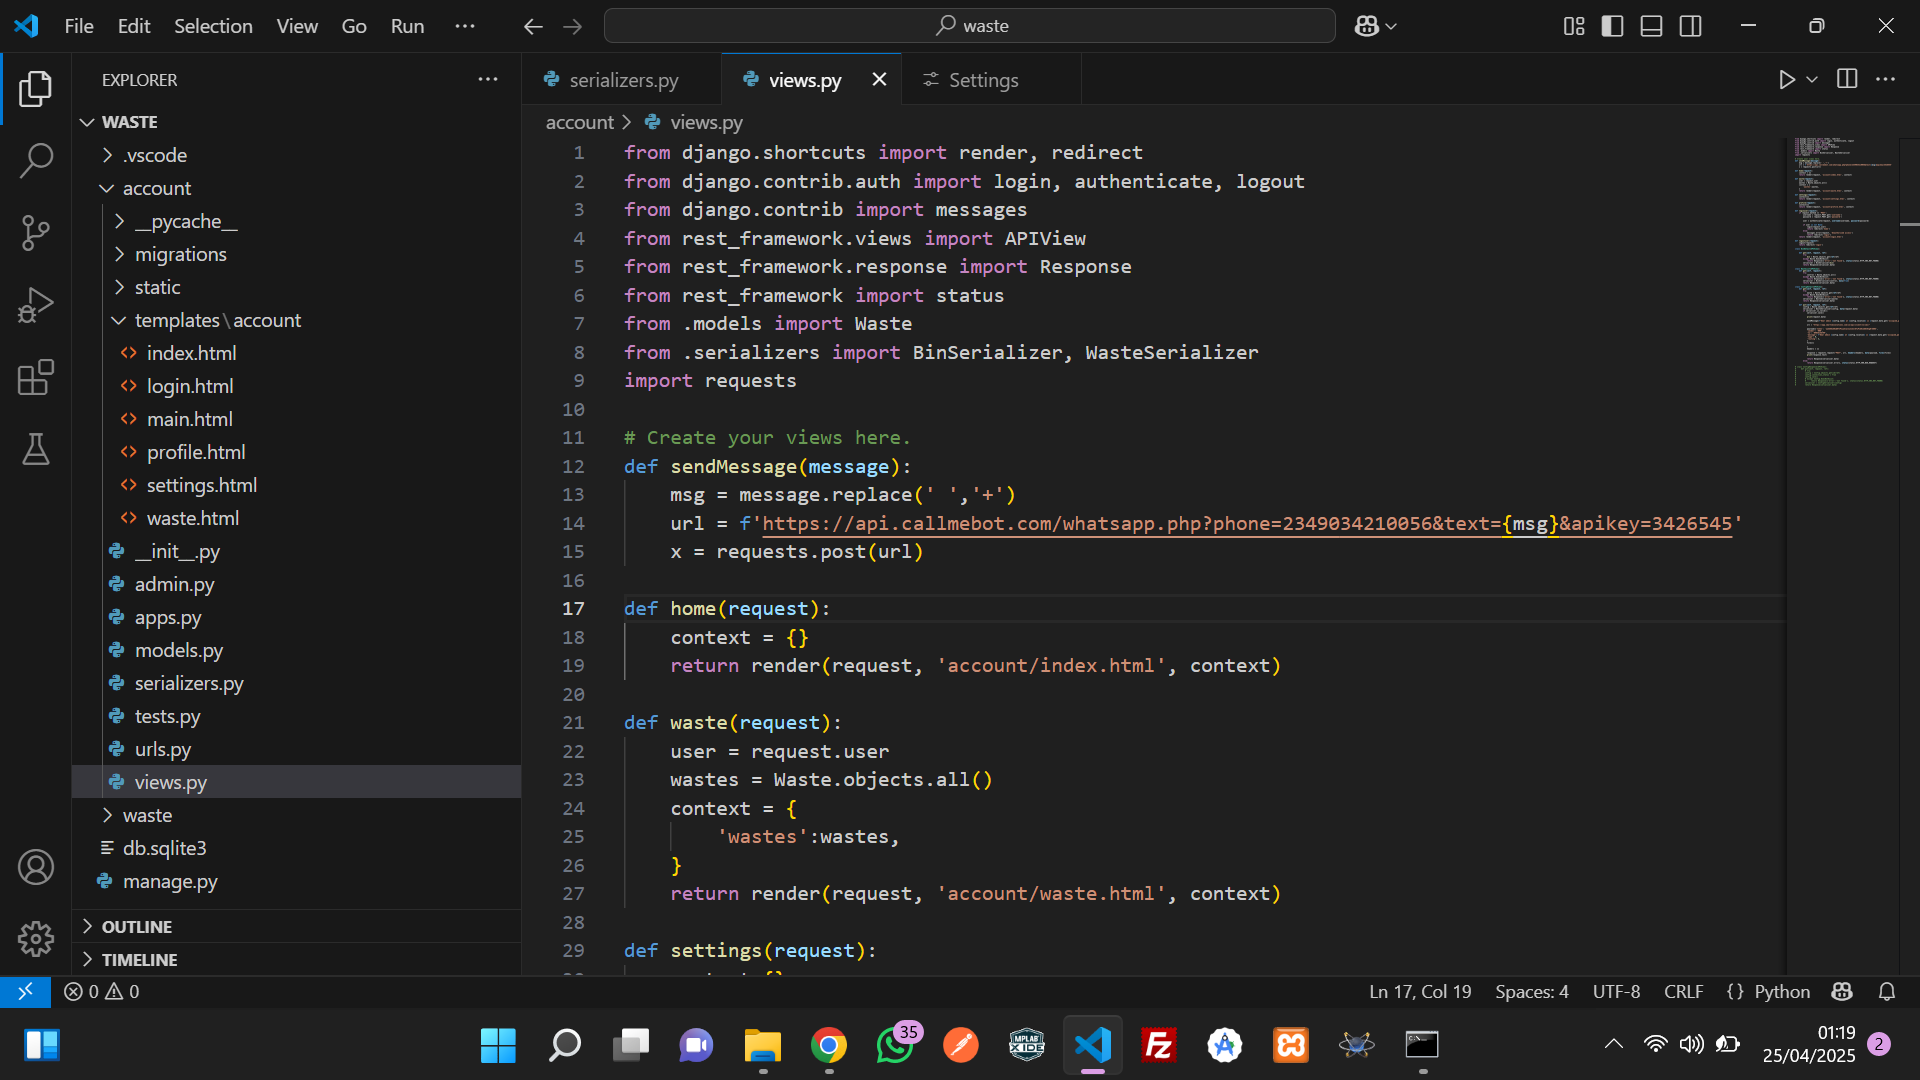 File Edit Selection View Go Run ···
waste
EXPLORER
WASTE
.vscode
account
__pycache__
migrations
static
templates\account
index.html
login.html
main.html
profile.html
settings.html
waste.html
__init__.py
admin.py
apps.py
models.py
serializers.py
tests.py
urls.py
views.py
waste
db.sqlite3
manage.py
OUTLINE
TIMELINE
serializers.py
views.py
Settings
account > views.py
1 from django.shortcuts import render, redirect
2 from django.contrib.auth import login, authenticate, logout
3 from django.contrib import messages
4 from rest_framework.views import APIView
5 from rest_framework.response import Response
6 from rest_framework import status
7 from .models import Waste
8 from .serializers import BinSerializer, WasteSerializer
9 import requests
10
11 # Create your views here.
12 def sendMessage(message):
13 msg = message.replace(' ','+')
14 url = f'https://api.callmebot.com/whatsapp.php?phone=2349034210056&text={msg}&apikey=3426545'
15 x = requests.post(url)
16
17 def home(request):
18 context = {}
19 return render(request, 'account/index.html', context)
20
21 def waste(request):
22 user = request.user
23 wastes = Waste.objects.all()
24 context = {
25 'wastes':wastes,
26 }
27 return render(request, 'account/waste.html', context)
28
29 def settings(request):
0 0
Ln 17, Col 19 Spaces: 4 UTF-8 CRLF {} Python
35
MPLAB
X IDE
Fz
01:19
25/04/2025
2